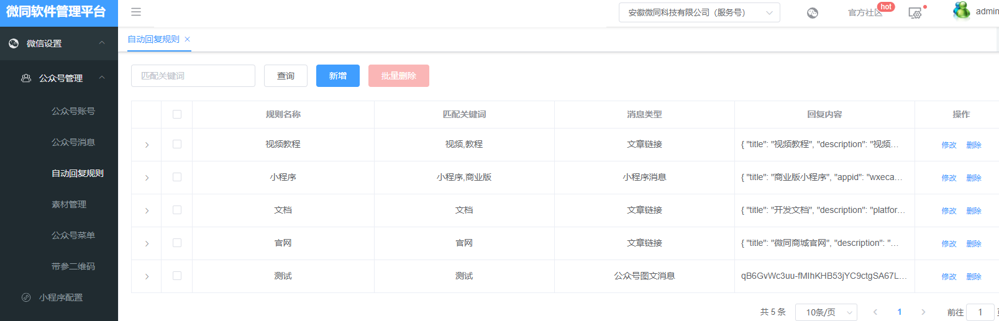 微同软件管理平台
安徽微同科技有限公司（服务号）
官方社区
hot
admin
微信设置
公众号管理
公众号账号
公众号消息
自动回复规则
素材管理
公众号菜单
带参二维码
小程序配置
自动回复规则 ×
匹配关键词 查询 新增 批量删除
规则名称 匹配关键词 消息类型 回复内容 操作
视频教程 视频,教程 文章链接 { "title": "视频教程", "description": "视频... 修改 删除
小程序 小程序,商业版 小程序消息 { "title": "商业版小程序", "appid": "wxeca... 修改 删除
文档 文档 文章链接 { "title": "开发文档", "description": "platfor... 修改 删除
官网 官网 文章链接 { "title": "微同商城官网", "description": "... 修改 删除
测试 测试 公众号图文消息 qB6GvWc3uu-fMIhKHB53jYC9ctgSA67L... 修改 删除
共 5 条 10条/页 < 1 > 前往 1